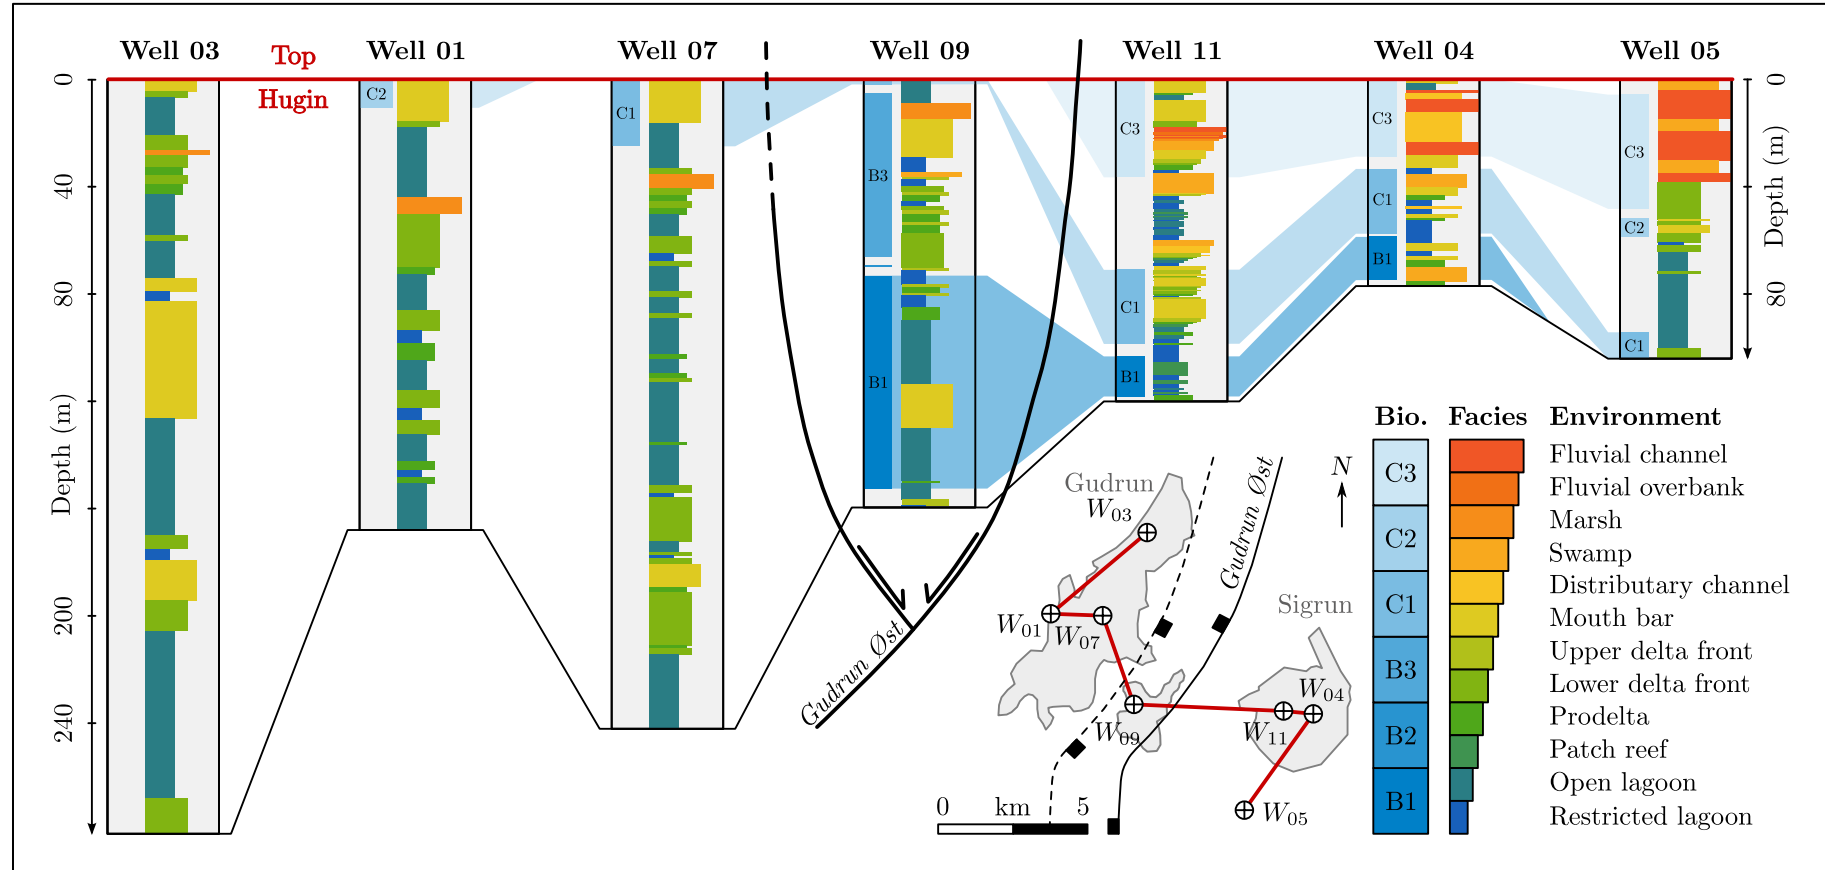 Well 03
Well 01
Well 07
Well 09
Well 11
Well 04
Well 05
Top
Hugin
0
40
80
Depth (m)
200
240
0
Depth (m)
80
C2
C1
B3
B1
C3
C1
B1
C3
C1
B1
C3
C2
C1
Gudrun Øst
Gudrun
W03
W01
W07
W09
W11
W04
W05
Gudrun Øst
Sigrun
N
0 km 5
Bio. Facies Environment
C3
C2
C1
B3
B2
B1
Fluvial channel
Fluvial overbank
Marsh
Swamp
Distributary channel
Mouth bar
Upper delta front
Lower delta front
Prodelta
Patch reef
Open lagoon
Restricted lagoon